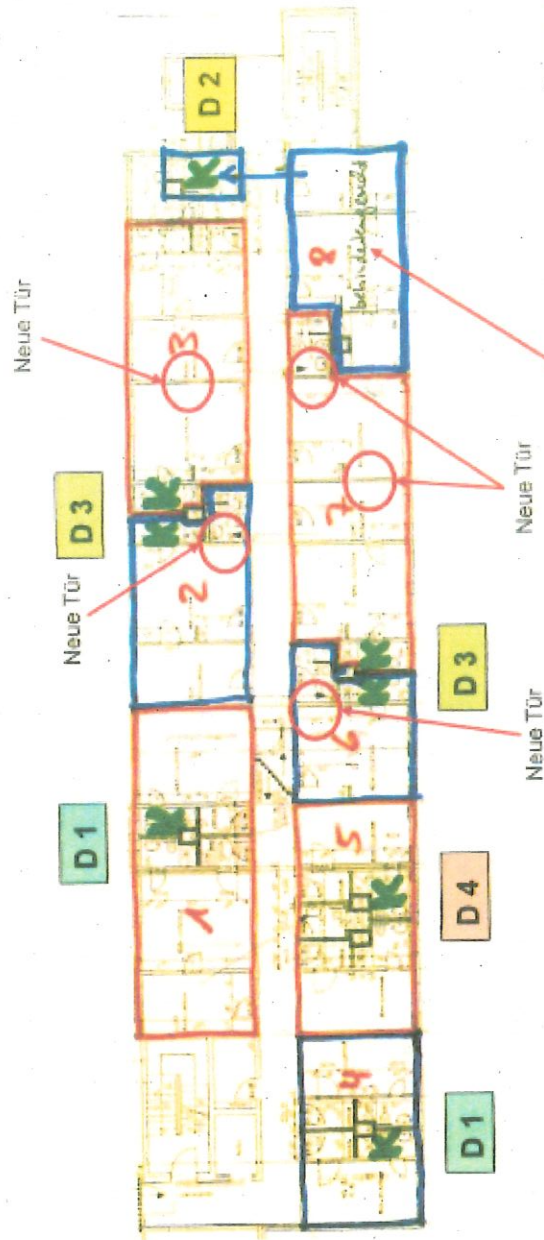 D 2
K
Neue Tür
3
8
behindertengerecht
D 3
K K
Neue Tür
2
7
Neue Tür
D 1
K
1
6
K K
D 3
Neue Tür
5
K
D 4
4
K
D 1